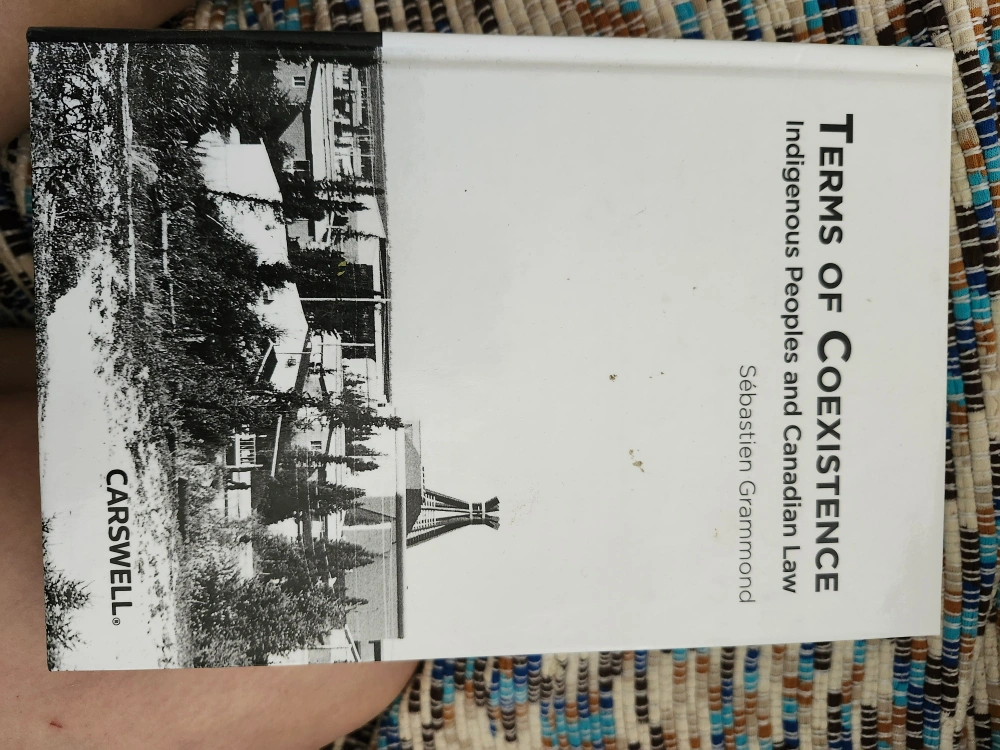 TERMS OF COEXISTENCE
Indigenous Peoples and Canadian Law
Sébastien Grammond
CARSWELL®